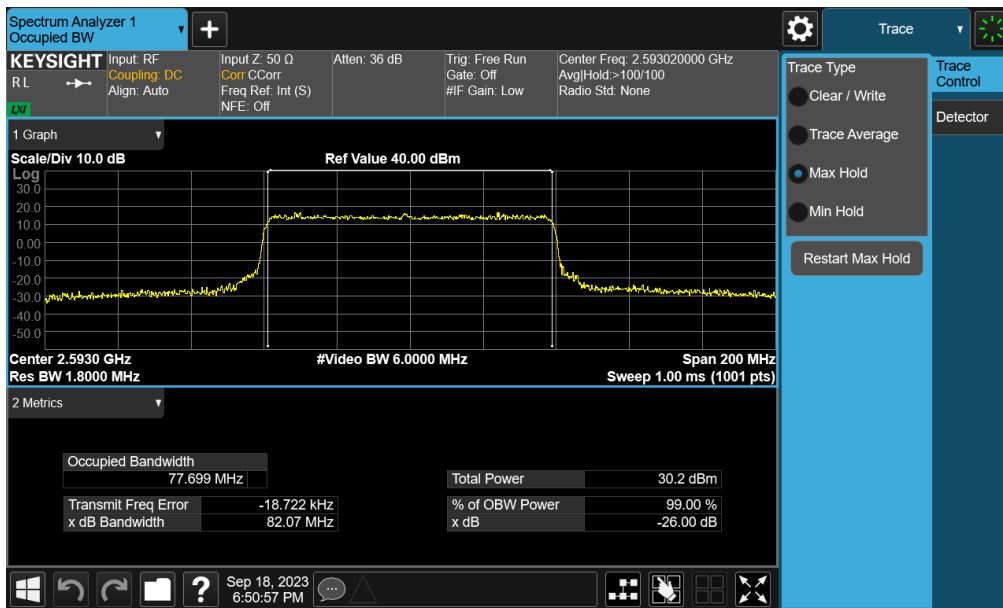 Spectrum Analyzer 1
Occupied BW
+
Trace
KEYSIGHT
R L
LXI
Input: RF
Coupling: DC
Align: Auto
Input Z: 50 Ω
Corr CCorr
Freq Ref: Int (S)
NFE: Off
Atten: 36 dB
Trig: Free Run
Gate: Off
#IF Gain: Low
Center Freq: 2.593020000 GHz
Avg|Hold:>100/100
Radio Std: None
Trace Type
Clear / Write
Trace Average
Max Hold
Min Hold
Restart Max Hold
Trace
Control
Detector
1 Graph
Scale/Div 10.0 dB
Ref Value 40.00 dBm
Log
30.0
20.0
10.0
0.00
-10.0
-20.0
-30.0
-40.0
-50.0
Center 2.5930 GHz
#Video BW 6.0000 MHz
Span 200 MHz
Res BW 1.8000 MHz
Sweep 1.00 ms (1001 pts)
2 Metrics
Occupied Bandwidth
77.699 MHz
Total Power 30.2 dBm
Transmit Freq Error -18.722 kHz
% of OBW Power 99.00 %
x dB Bandwidth 82.07 MHz
x dB -26.00 dB
?
Sep 18, 2023
6:50:57 PM